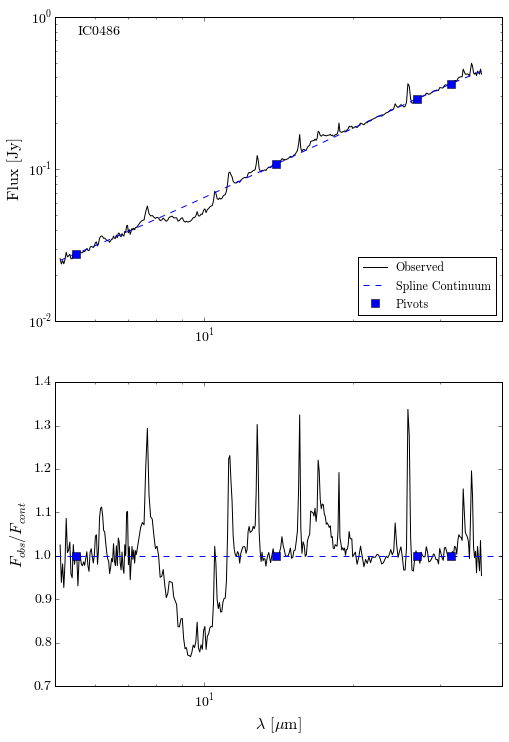 IC0486
10^0
10^-1
10^-2
Flux [Jy]
Observed
Spline Continuum
Pivots
10^1
1.4
1.3
1.2
1.1
1.0
0.9
0.8
0.7
F_obs/F_cont
10^1
λ [μm]